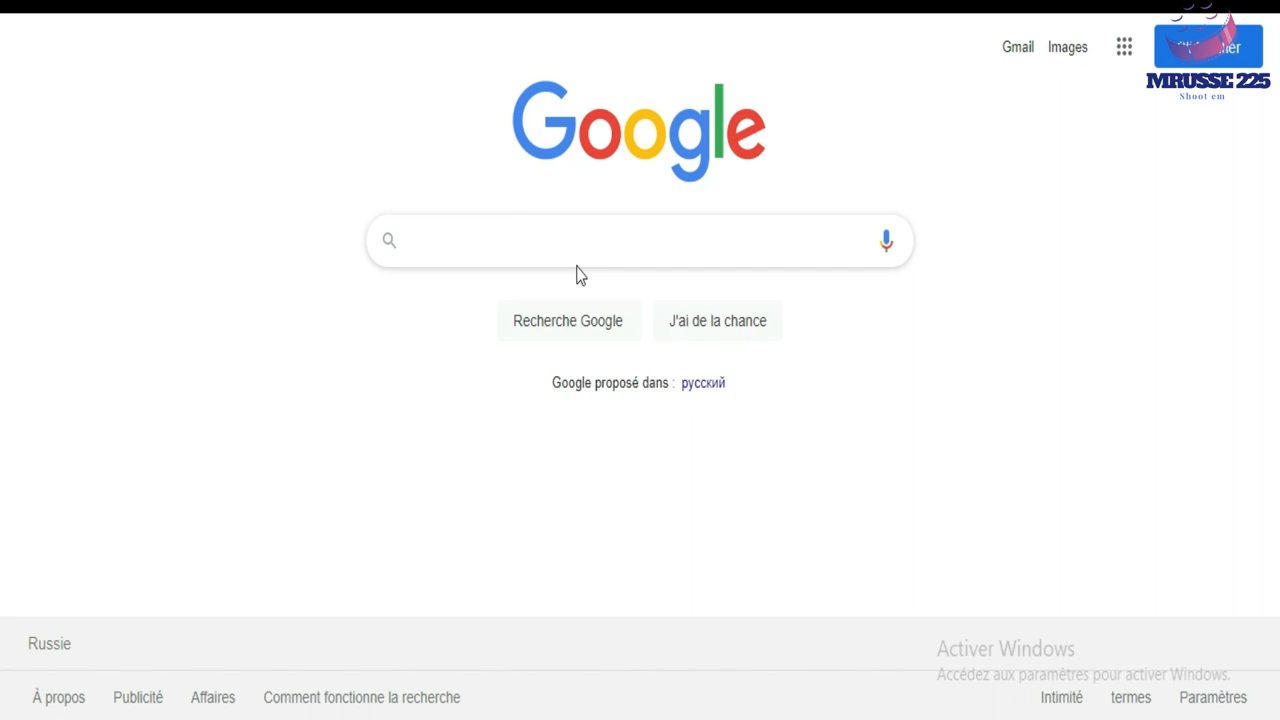 Gmail Images
MRUSSE 225
Shoot em
Google
Recherche Google J'ai de la chance
Google proposé dans : русский
Russie
Activer Windows
Accédez aux paramètres pour activer Windows.
À propos Publicité Affaires Comment fonctionne la recherche Intimité termes Paramètres